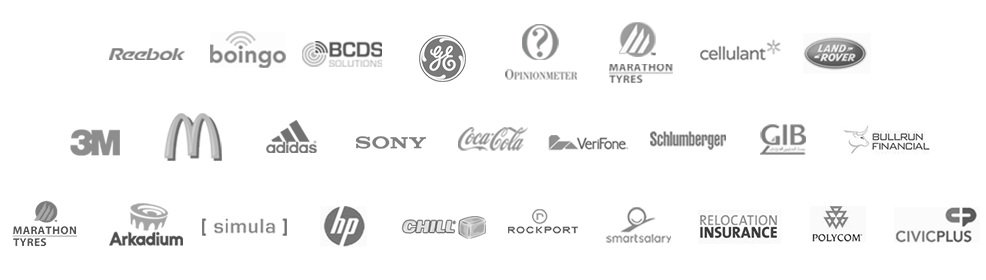 Reebok
boingo
BCDS
SOLUTIONS
GE
OPINIONMETER
MARATHON
TYRES
cellulant
LAND-
-ROVER
3M
M
adidas
SONY
Coca-Cola
VeriFone
Schlumberger
GIB
BULLRUN
FINANCIAL
MARATHON
TYRES
Arkadium
[ simula ]
hp
CHILL
R
ROCKPORT
smartsalary
RELOCATION
INSURANCE
POLYCOM
CIVICPLUS